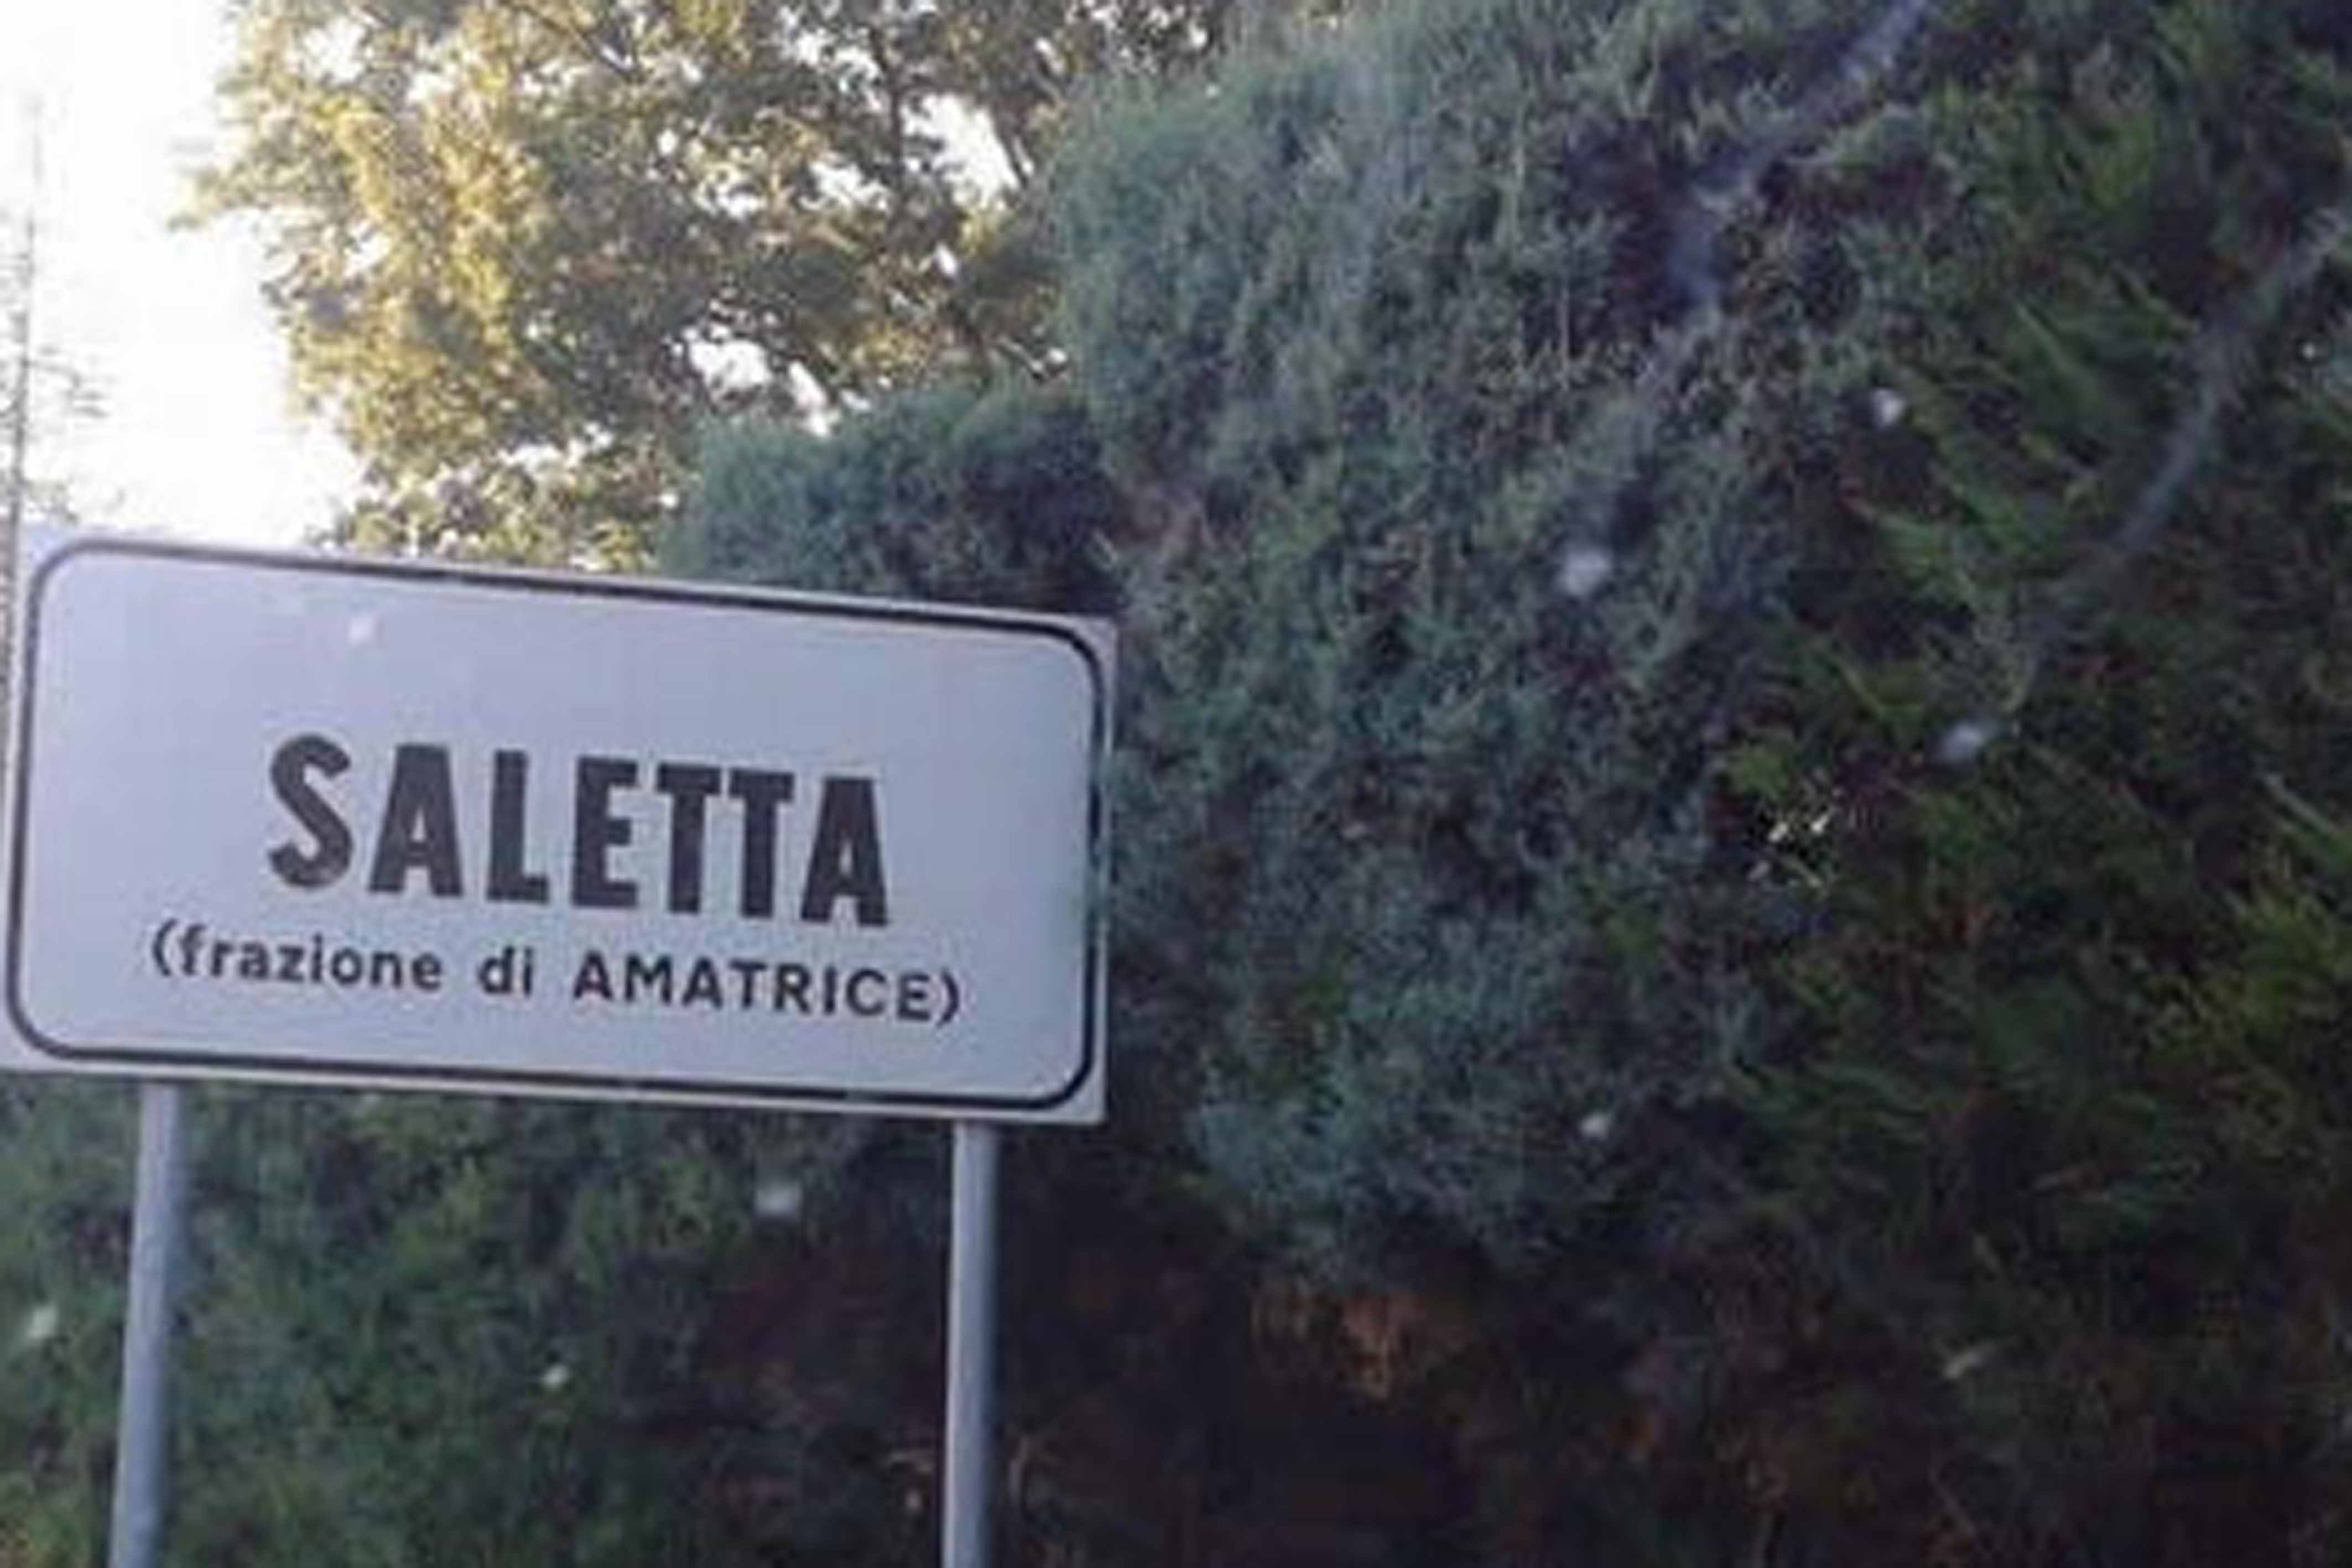 SALETTA
(frazione di AMATRICE)